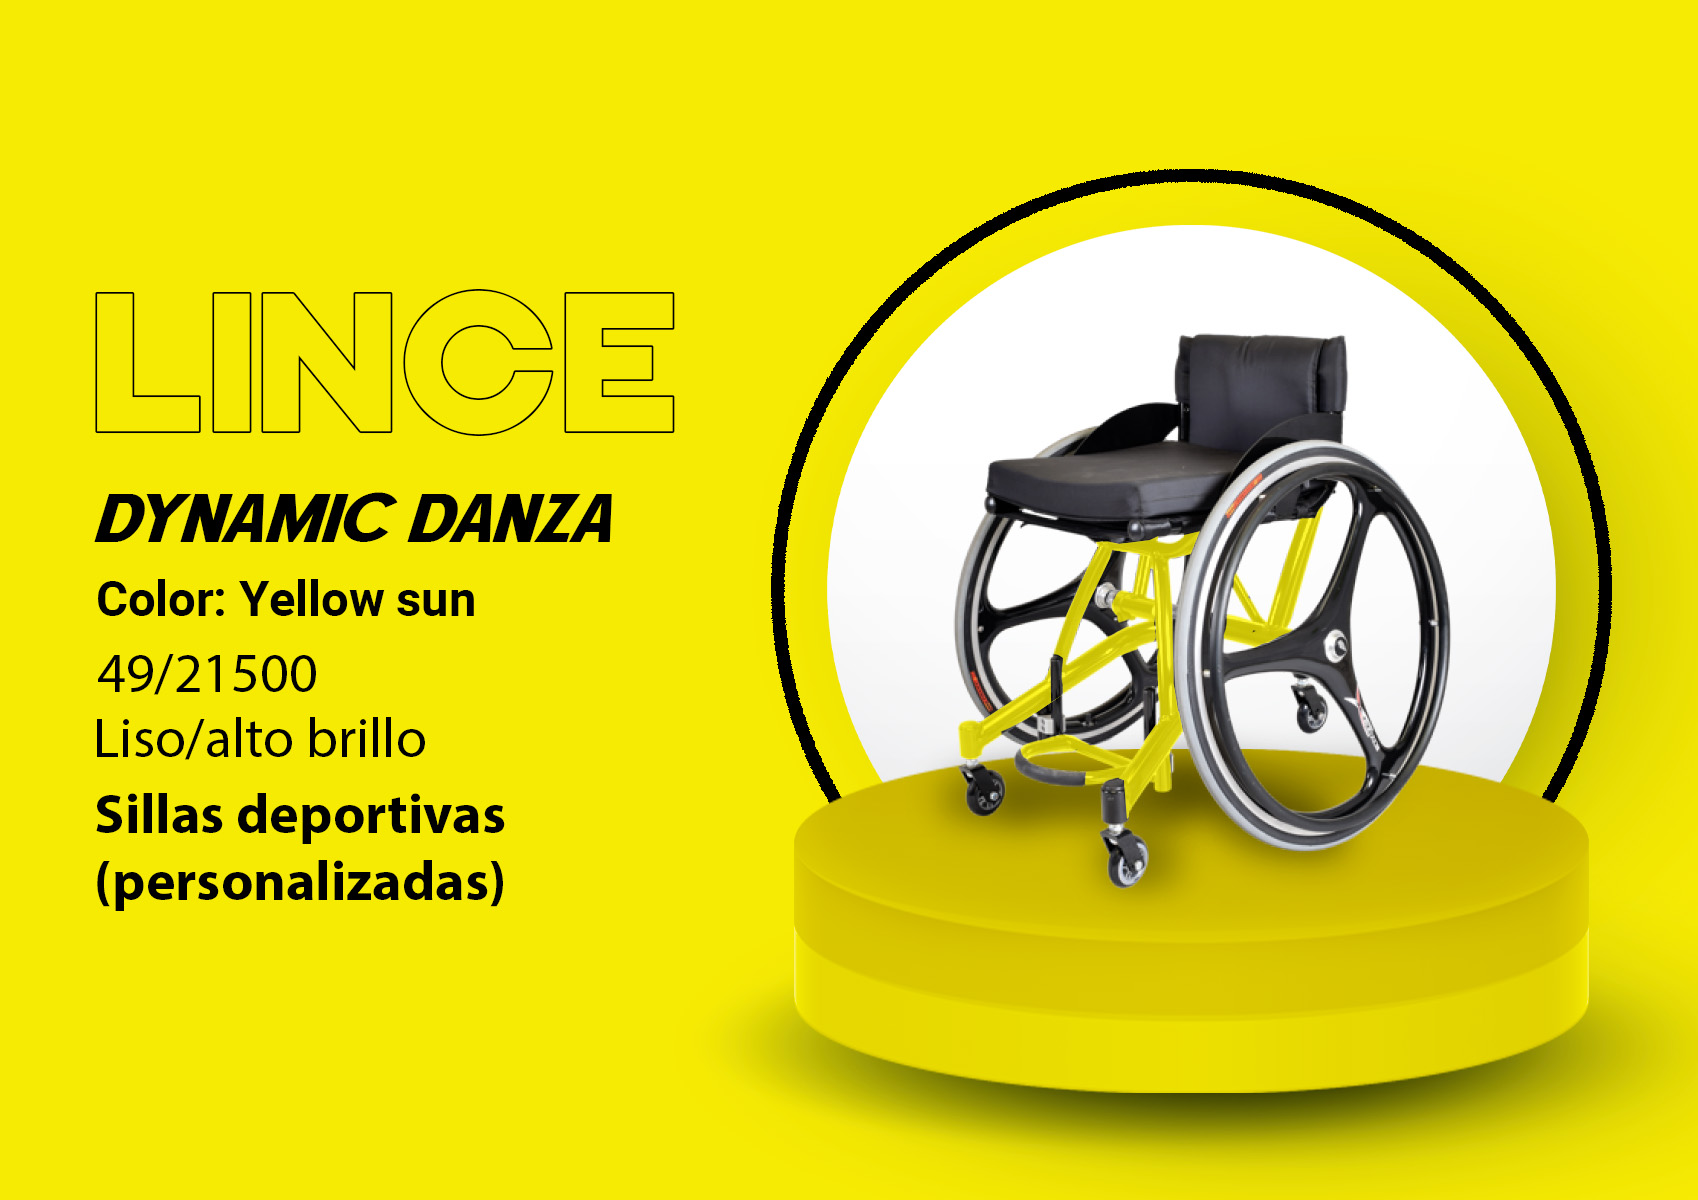 LINCE
DYNAMIC DANZA
Color: Yellow sun
49/21500
Liso/alto brillo
Sillas deportivas
(personalizadas)